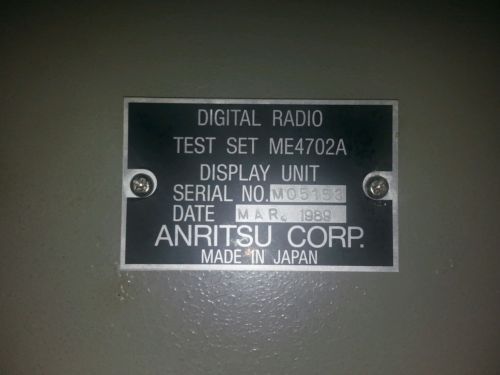 DIGITAL RADIO
TEST SET ME4702A
DISPLAY UNIT
SERIAL NO. M05153
DATE MAR. 1989
ANRITSU CORP.
MADE IN JAPAN